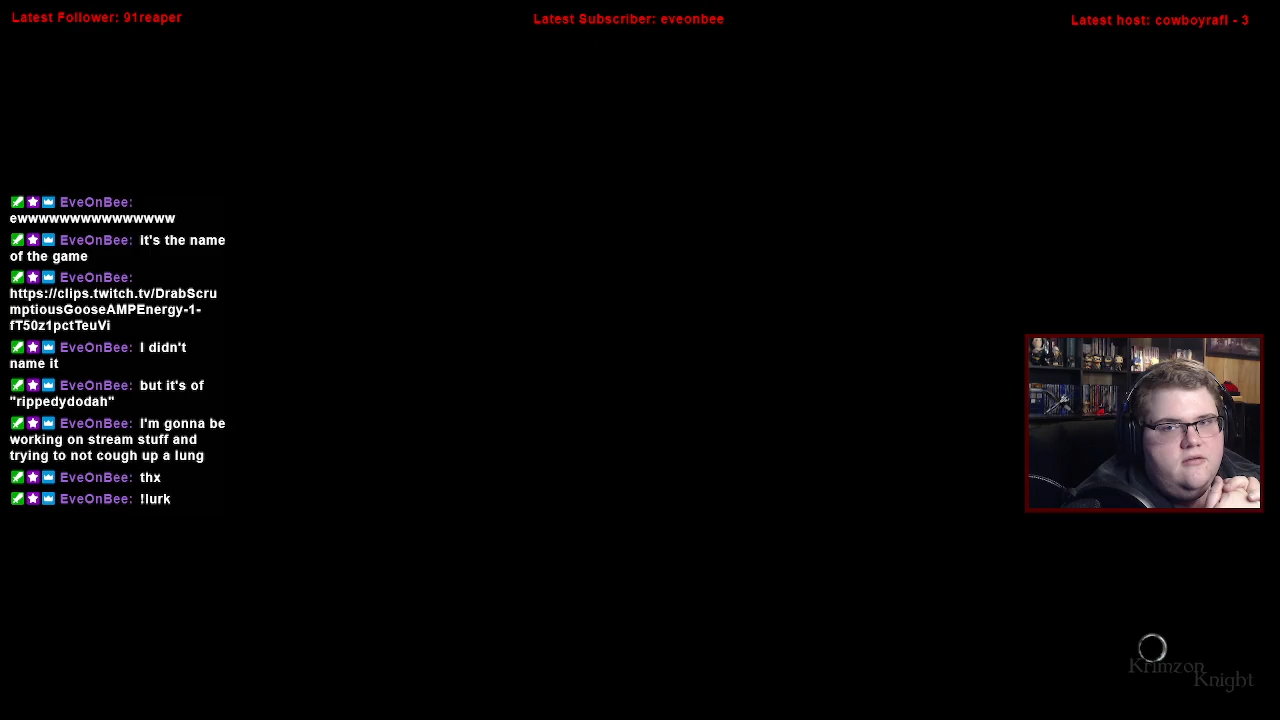 Latest Follower: 91reaper
Latest Subscriber: eveonbee
Latest host: cowboyrafl - 3
EveOnBee:
ewwwwwwwwwwwwwww
EveOnBee: it's the name
of the game
EveOnBee:
https://clips.twitch.tv/DrabScru
mptiousGooseAMPEnergy-1-
fT50z1pctTeuVi
EveOnBee: I didn't
name it
EveOnBee: but it's of
"rippedydodah"
EveOnBee: I'm gonna be
working on stream stuff and
trying to not cough up a lung
EveOnBee: thx
EveOnBee: !lurk
Krimzon
Knight